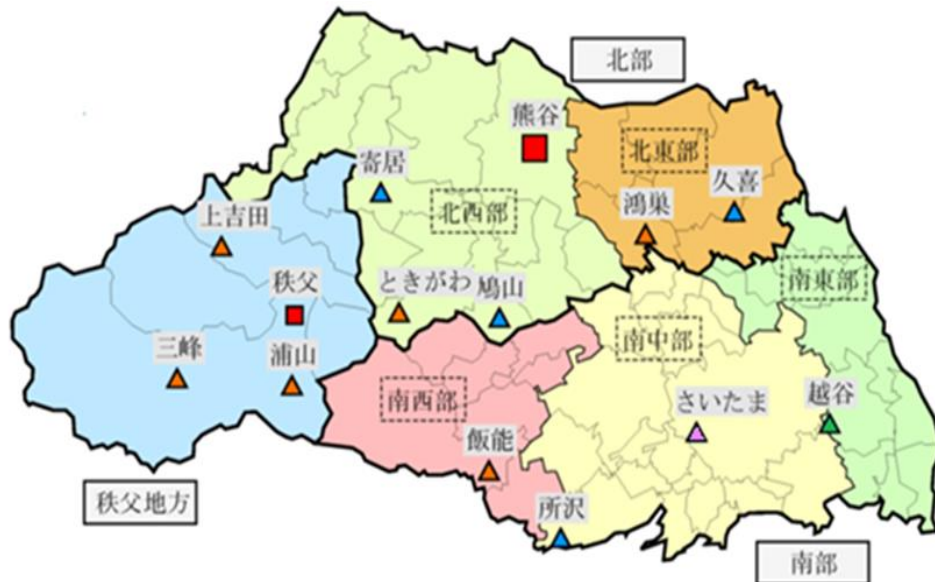 北部
熊谷
北東部
寄居
久喜
北西部
鴻巣
上吉田
南東部
ときがわ
鳩山
秩父
南中部
三峰
浦山
南西部
さいたま
越谷
飯能
秩父地方
所沢
南部